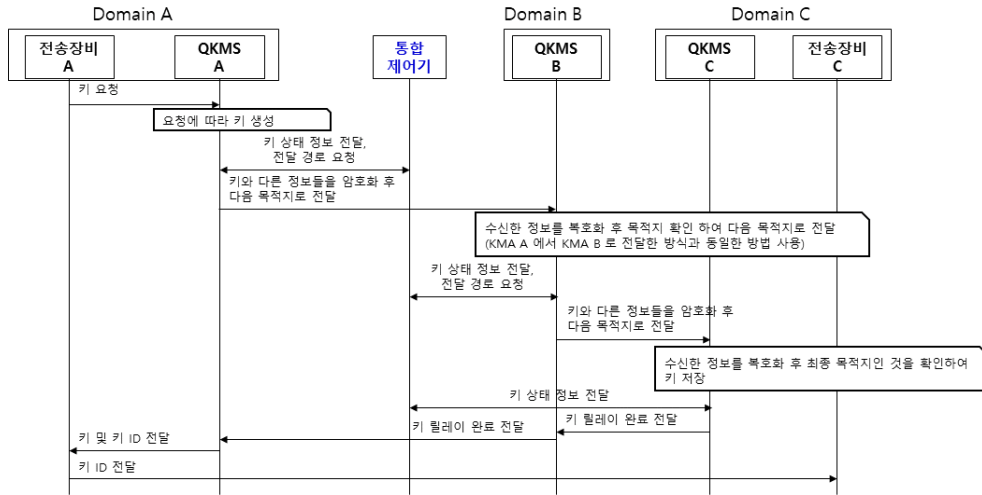 Domain A
Domain B
Domain C
전송장비
A
QKMS
A
통합
제어기
QKMS
B
QKMS
C
전송장비
C
키 요청
요청에 따라 키 생성
키 상태 정보 전달,
전달 경로 요청
키와 다른 정보들을 암호화 후
다음 목적지로 전달
수신한 정보를 복호화 후 목적지 확인 하여 다음 목적지로 전달
(KMA A 에서 KMA B 로 전달한 방식과 동일한 방법 사용)
키 상태 정보 전달,
전달 경로 요청
키와 다른 정보들을 암호화 후
다음 목적지로 전달
수신한 정보를 복호화 후 최종 목적지인 것을 확인하여
키 저장
키 상태 정보 전달
키 릴레이 완료 전달
키 릴레이 완료 전달
키 및 키 ID 전달
키 ID 전달